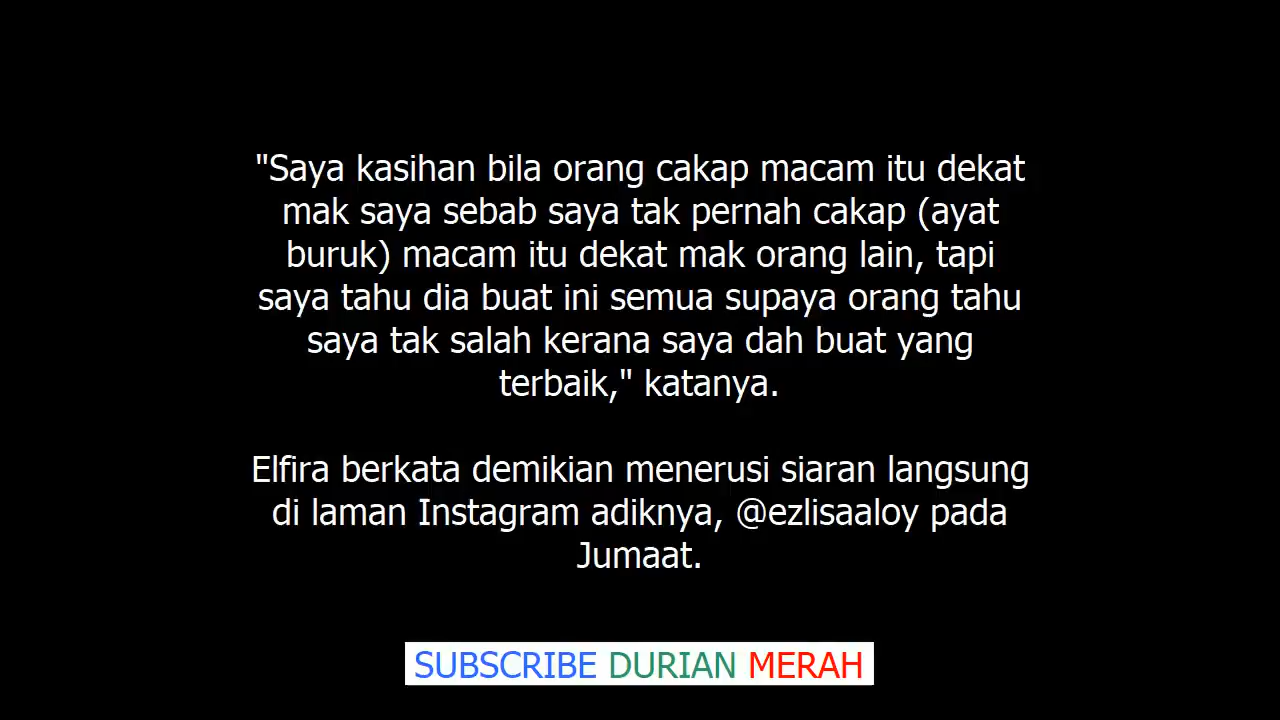 "Saya kasihan bila orang cakap macam itu dekat
mak saya sebab saya tak pernah cakap (ayat
buruk) macam itu dekat mak orang lain, tapi
saya tahu dia buat ini semua supaya orang tahu
saya tak salah kerana saya dah buat yang
terbaik," katanya.
Elfira berkata demikian menerusi siaran langsung
di laman Instagram adiknya, @ezlisaaloy pada
Jumaat.
SUBSCRIBE DURIAN MERAH